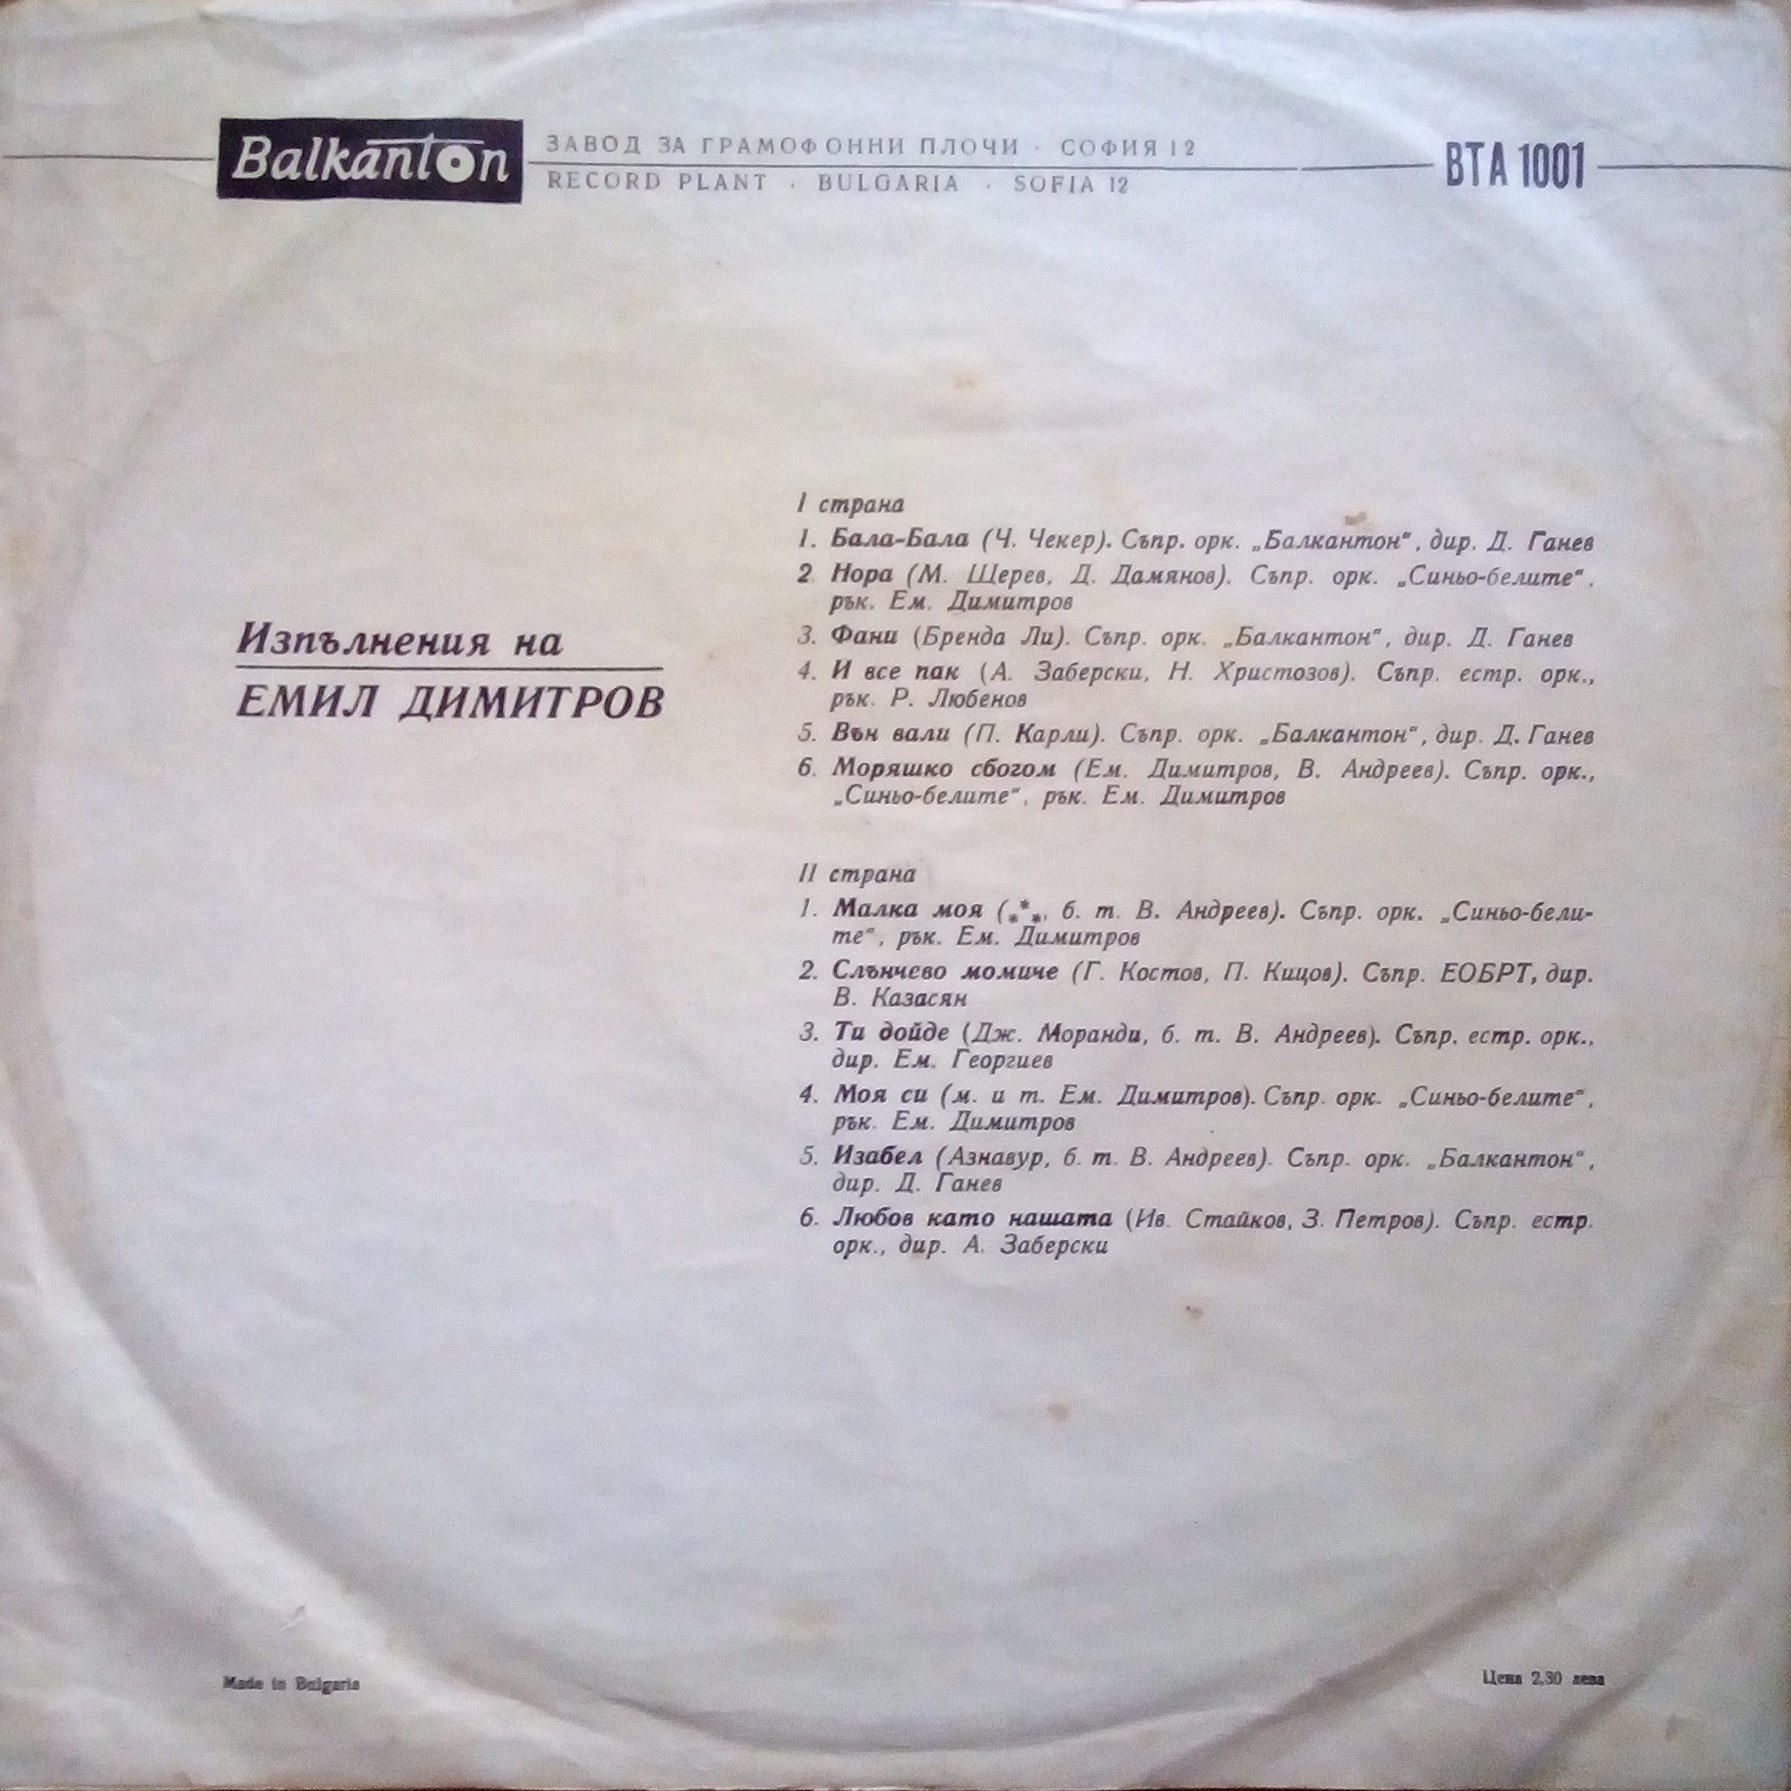 Balkanton
ЗАВОД ЗА ГРАМОФОННИ ПЛОЧИ · СОФИЯ 12
RECORD PLANT · BULGARIA · SOFIA 12
ВТА 1001
Изпълнения на
ЕМИЛ ДИМИТРОВ
I страна
1. Бала-Бала (Ч. Чекер). Съпр. орк. „Балкантон“, дир. Д. Ганев
2. Нора (М. Щерев, Д. Дамянов). Съпр. орк. „Синьо-белите“,
рък. Ем. Димитров
3. Фани (Бренда Ли). Съпр. орк. „Балкантон“, дир. Д. Ганев
4. И все пак (А. Заберски, Н. Христозов). Съпр. естр. орк.,
рък. Р. Любенов
5. Вън вали (П. Карли). Съпр. орк. „Балкантон“, дир. Д. Ганев
6. Моряшко сбогом (Ем. Димитров, В. Андреев). Съпр. орк.,
„Синьо-белите“, рък. Ем. Димитров
II страна
1. Малка моя (***, б. т. В. Андреев). Съпр. орк. „Синьо-бели-
те“, рък. Ем. Димитров
2. Слънчево момиче (Г. Костов, П. Кицов). Съпр. ЕОБРТ, дир.
В. Казасян
3. Ти дойде (Дж. Моранди, б. т. В. Андреев). Съпр. естр. орк.,
дир. Ем. Георгиев
4. Моя си (м. и т. Ем. Димитров). Съпр. орк. „Синьо-белите“,
рък. Ем. Димитров
5. Изабел (Азнавур, б. т. В. Андреев). Съпр. орк. „Балкантон“,
дир. Д. Ганев
6. Любов като нашата (Ив. Стайков, З. Петров). Съпр. естр.
орк., дир. А. Заберски
Made in Bulgaria
Цена 2,30 лева